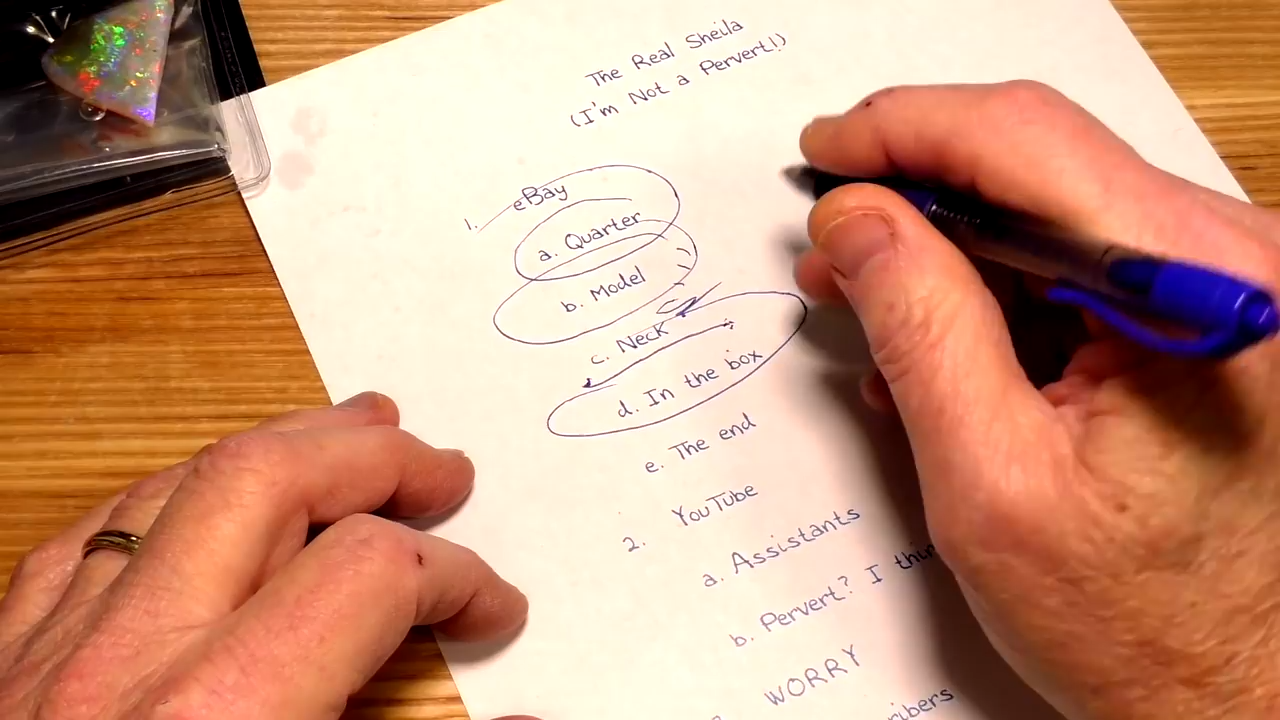 The Real Sheila
(I'm Not a Pervert!)
1. eBay
a. Quarter
b. Model
c. Neck
d. In the box
e. The end
2. YouTube
a. Assistants
b. Pervert? I
WORRY